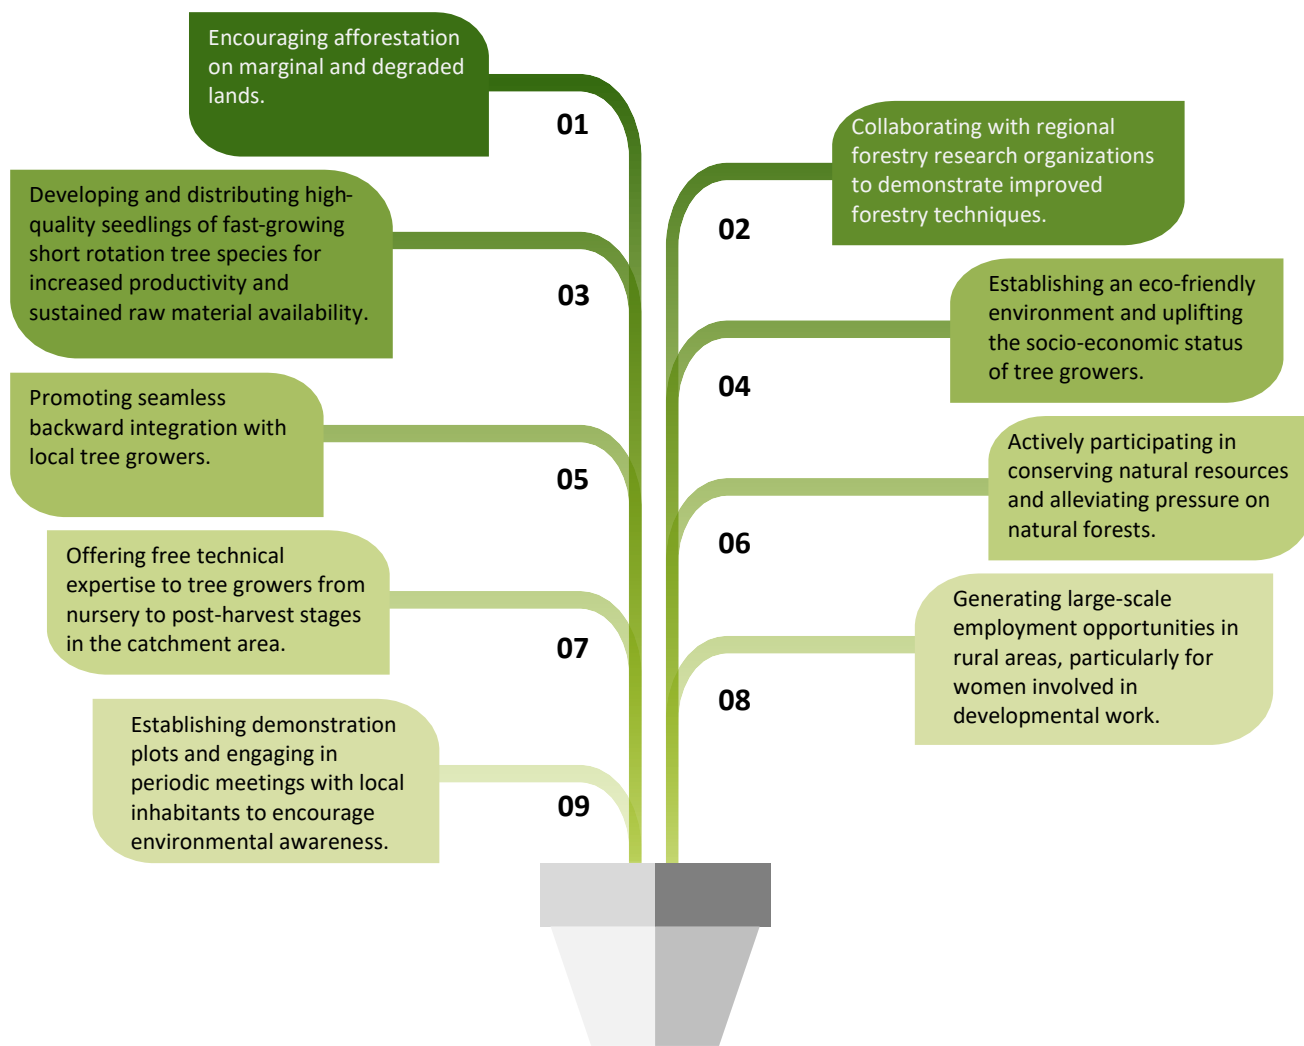 Encouraging afforestation
on marginal and degraded
lands.
01
Collaborating with regional
forestry research organizations
to demonstrate improved
forestry techniques.
02
Developing and distributing high-
quality seedlings of fast-growing
short rotation tree species for
increased productivity and
sustained raw material availability.
03
Establishing an eco-friendly
environment and uplifting
the socio-economic status
of tree growers.
04
Promoting seamless
backward integration with
local tree growers.
05
Actively participating in
conserving natural resources
and alleviating pressure on
natural forests.
06
Offering free technical
expertise to tree growers from
nursery to post-harvest stages
in the catchment area.
07
Generating large-scale
employment opportunities in
rural areas, particularly for
women involved in
developmental work.
08
Establishing demonstration
plots and engaging in
periodic meetings with local
inhabitants to encourage
environmental awareness.
09